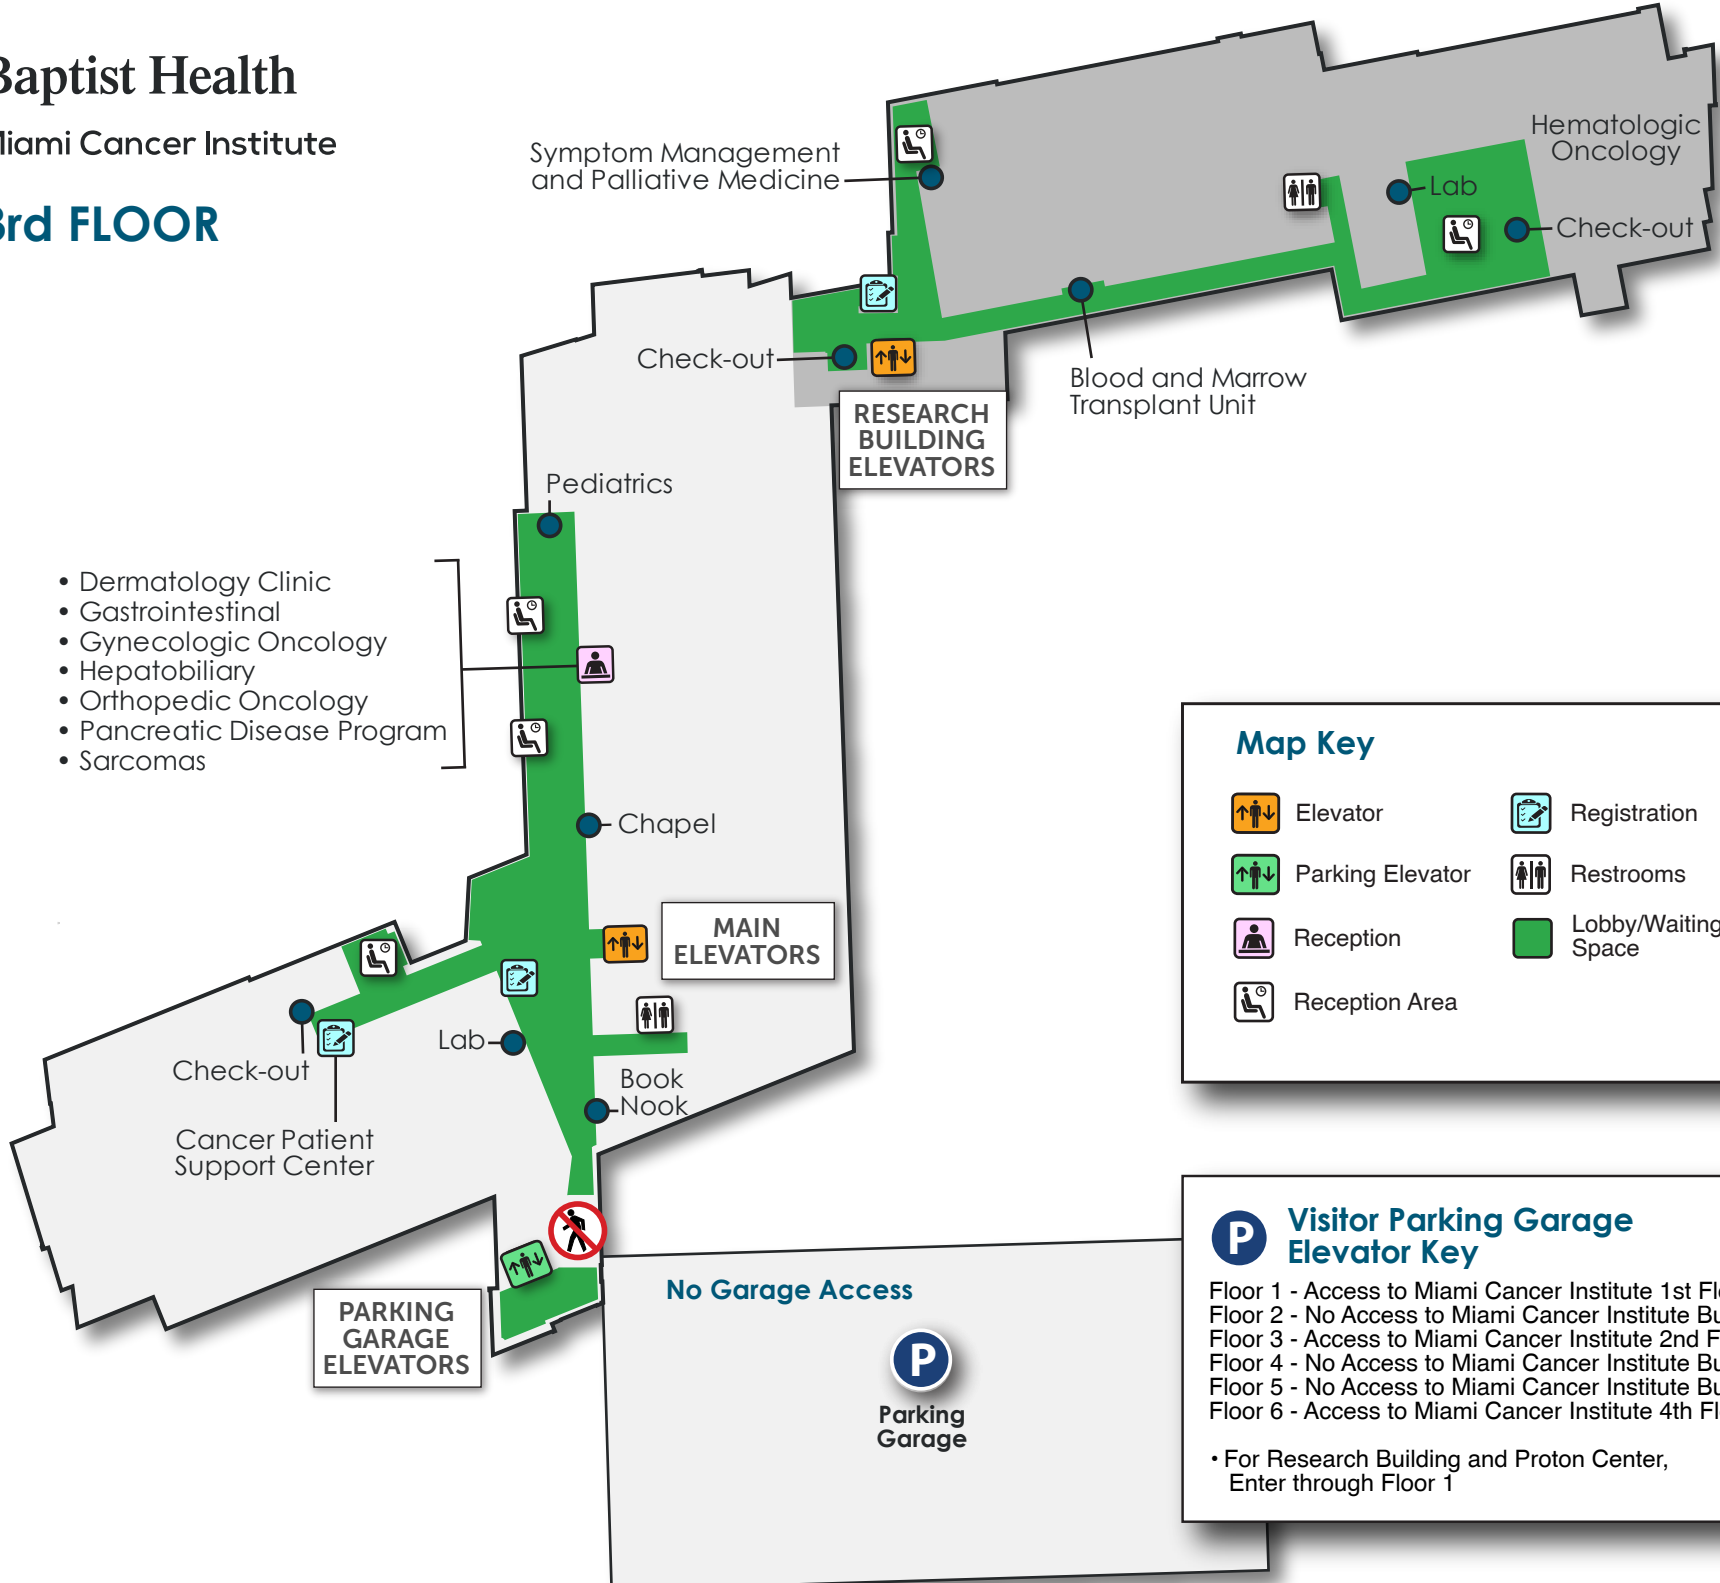 Baptist Health
Miami Cancer Institute
3rd FLOOR
Symptom Management
and Palliative Medicine
Hematologic
Oncology
Lab
Check-out
Check-out
RESEARCH
BUILDING
ELEVATORS
Blood and Marrow
Transplant Unit
Pediatrics
• Dermatology Clinic
• Gastrointestinal
• Gynecologic Oncology
• Hepatobiliary
• Orthopedic Oncology
• Pancreatic Disease Program
• Sarcomas
Chapel
MAIN
ELEVATORS
Lab
Book
Nook
Check-out
Cancer Patient
Support Center
PARKING
GARAGE
ELEVATORS
No Garage Access
P
Parking
Garage
Map Key
Elevator
Registration
Parking Elevator
Restrooms
Reception
Lobby/Waiting
Space
Reception Area
P
Visitor Parking Garage
Elevator Key
Floor 1 - Access to Miami Cancer Institute 1st
Floor 2 - No Access to Miami Cancer Institute
Floor 3 - Access to Miami Cancer Institute 2nd
Floor 4 - No Access to Miami Cancer Institute
Floor 5 - No Access to Miami Cancer Institute
Floor 6 - Access to Miami Cancer Institute 4th
• For Research Building and Proton Center,
Enter through Floor 1